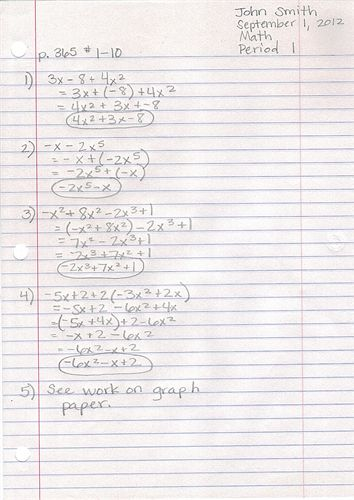 John Smith
September 1, 2012
Math
Period 1
p. 365 # 1-10
1) 3x - 8 + 4x²
= 3x + (-8) + 4x²
= 4x² + 3x + -8
4x² + 3x - 8
2) -x - 2x⁵
= -x + (-2x⁵)
= -2x⁵ + (-x)
-2x⁵ - x
3) -x² + 8x² - 2x³ + 1
= (-x² + 8x²) - 2x³ + 1
= 7x² - 2x³ + 1
= -2x³ + 7x² + 1
-2x³ + 7x² + 1
4) -5x + 2 + 2(-3x² + 2x)
= -5x + 2 - 6x² + 4x
= (-5x + 4x) + 2 - 6x²
= -x + 2 - 6x²
= -6x² - x + 2
-6x² - x + 2
5) See work on graph
paper.